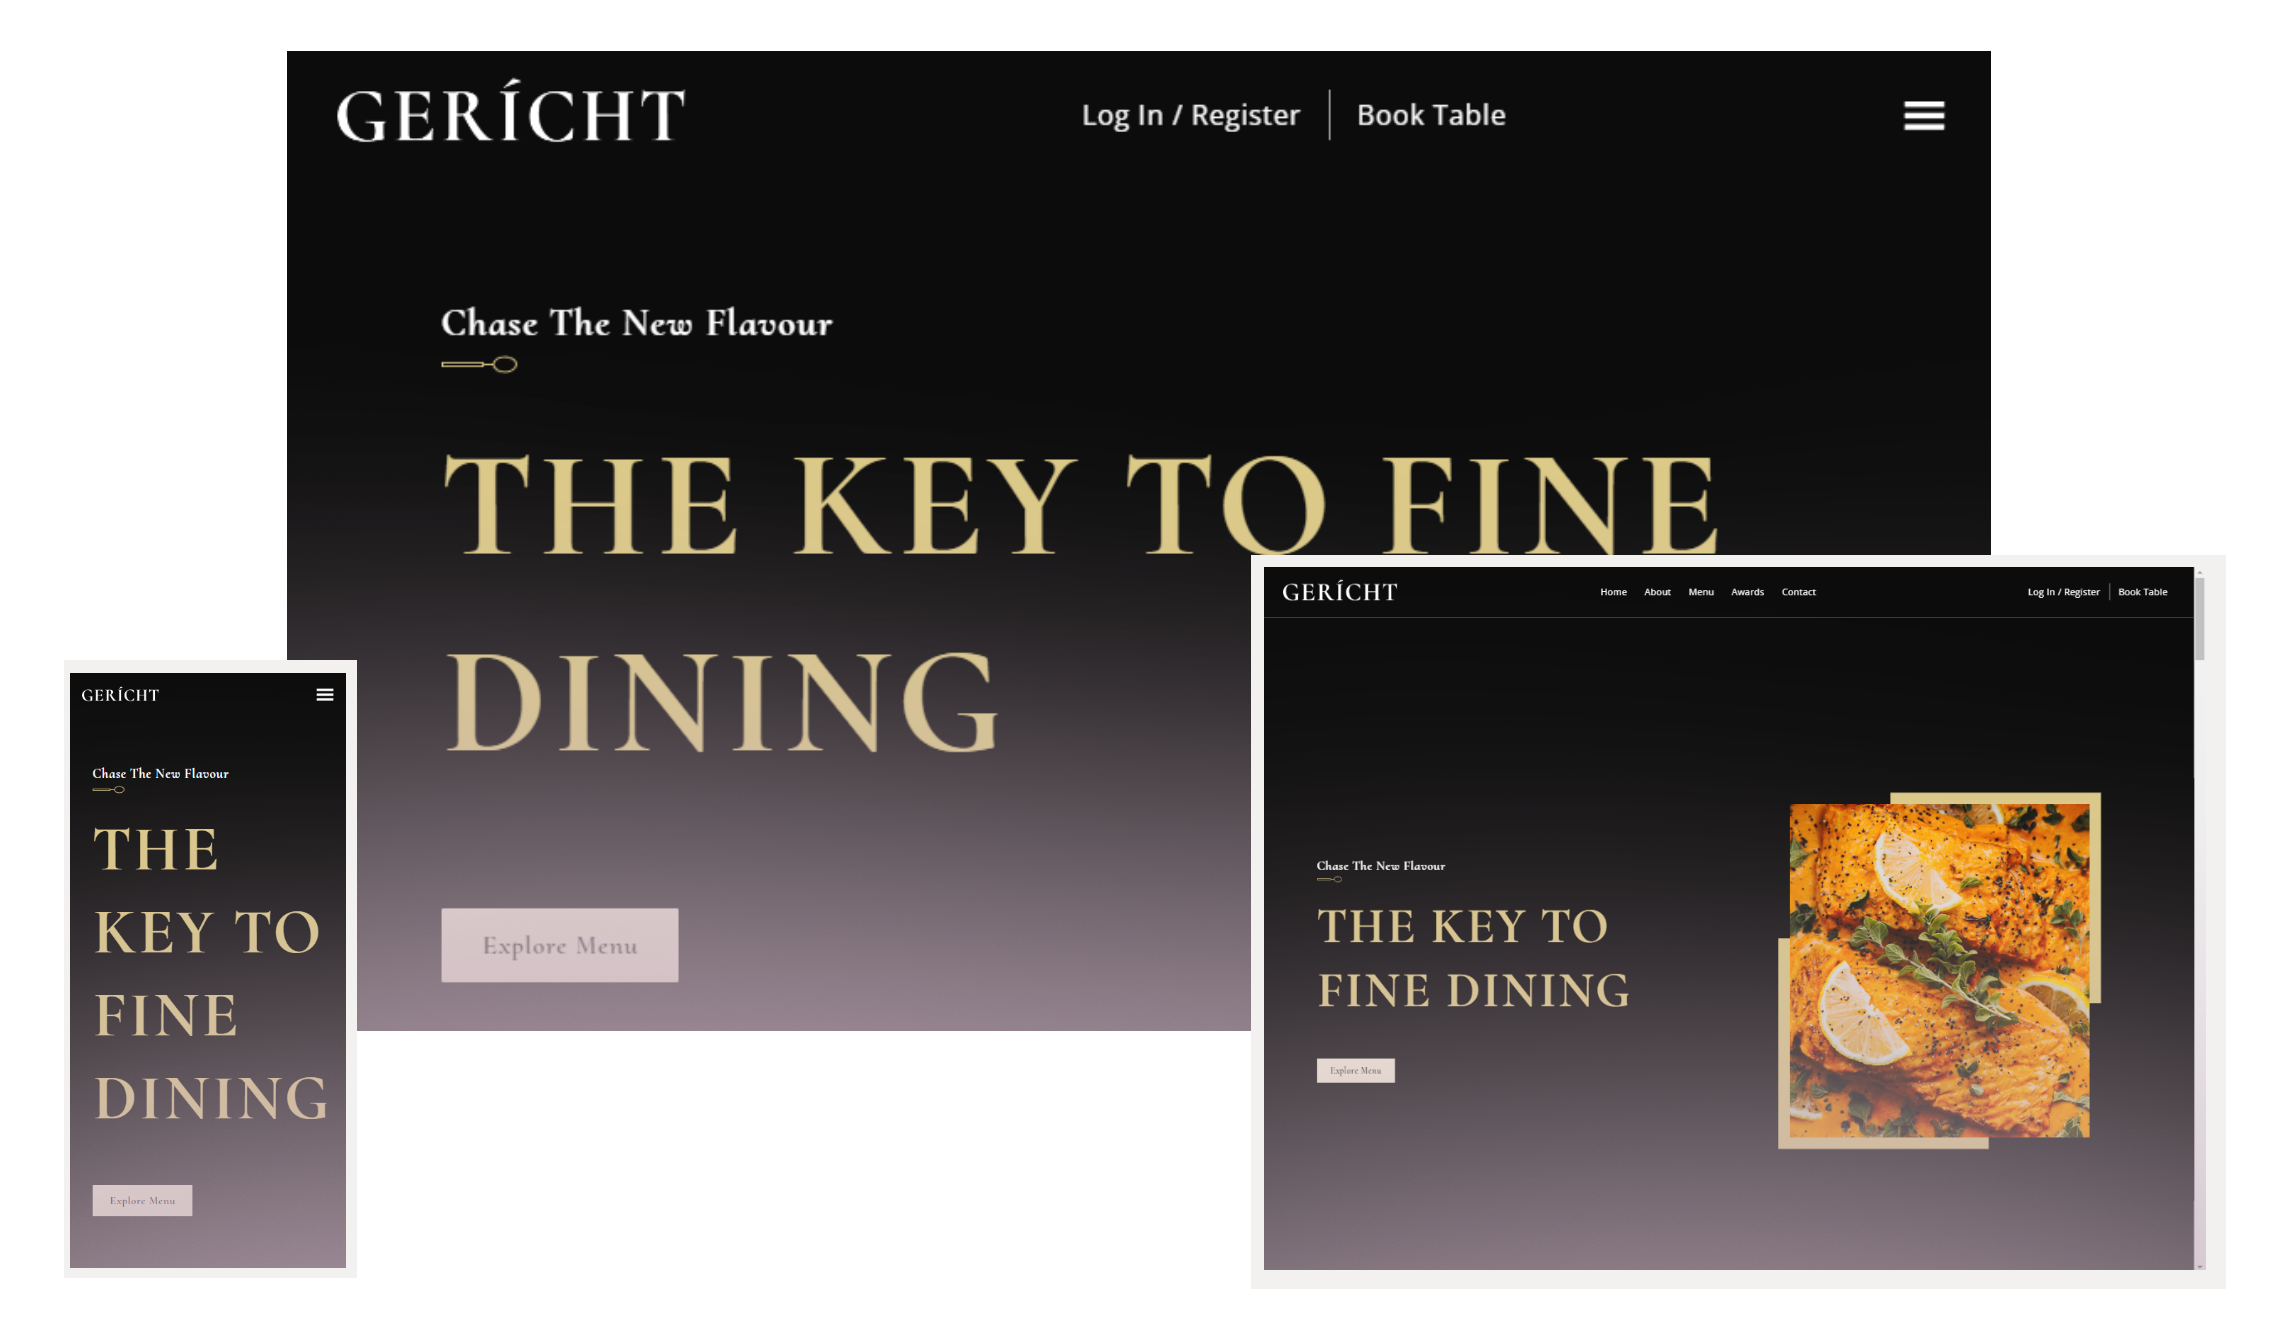 GERÍCHT
Log In / Register
Book Table
Chase The New Flavour
THE KEY TO FINE
DINING
Explore Menu
GERÍCHT
Chase The New Flavour
THE
KEY TO
FINE
DINING
Explore Menu
GERÍCHT
Home About Menu Awards Contact
Log In / Register
Book Table
Chase The New Flavour
THE KEY TO
FINE DINING
Explore Menu